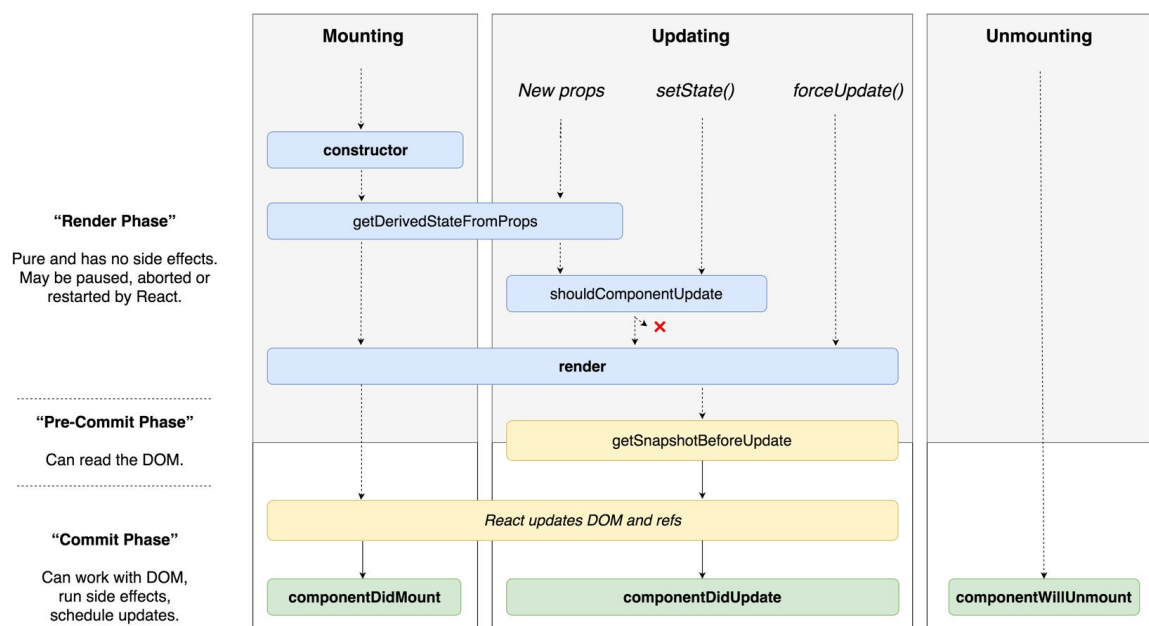 Mounting
Updating
Unmounting
New props
setState()
forceUpdate()
constructor
“Render Phase”
Pure and has no side effects.
May be paused, aborted or
restarted by React.
getDerivedStateFromProps
shouldComponentUpdate
render
“Pre-Commit Phase”
Can read the DOM.
getSnapshotBeforeUpdate
React updates DOM and refs
“Commit Phase”
Can work with DOM,
run side effects,
schedule updates.
componentDidMount
componentDidUpdate
componentWillUnmount